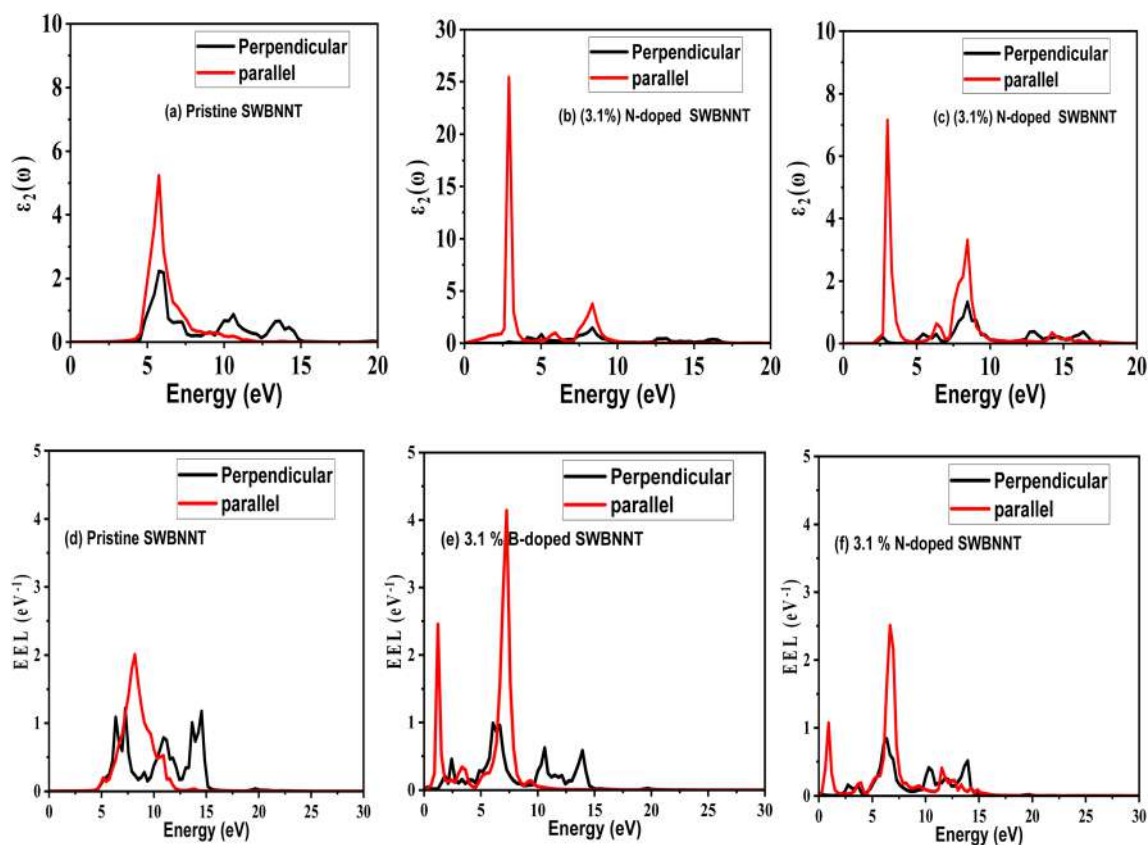 10
8
6
4
2
0
ε₂(ω)
Perpendicular
parallel
(a) Pristine SWBNNT
0 5 10 15 20
Energy (eV)
30
25
20
15
10
5
0
ε₂(ω)
Perpendicular
parallel
(b) (3.1%) N-doped SWBNNT
0 5 10 15 20
Energy (eV)
10
8
6
4
2
0
ε₂(ω)
Perpendicular
parallel
(c) (3.1%) N-doped SWBNNT
0 5 10 15 20
Energy (eV)
5
4
3
2
1
0
EEL (eV⁻¹)
Perpendicular
parallel
(d) Pristine SWBNNT
0 5 10 15 20 25 30
Energy (eV)
5
4
3
2
1
0
EEL (eV⁻¹)
Perpendicular
parallel
(e) 3.1 % B-doped SWBNNT
0 5 10 15 20 25 30
Energy (eV)
5
4
3
2
1
0
EEL (eV⁻¹)
Perpendicular
parallel
(f) 3.1 % N-doped SWBNNT
0 5 10 15 20 25 30
Energy (eV)